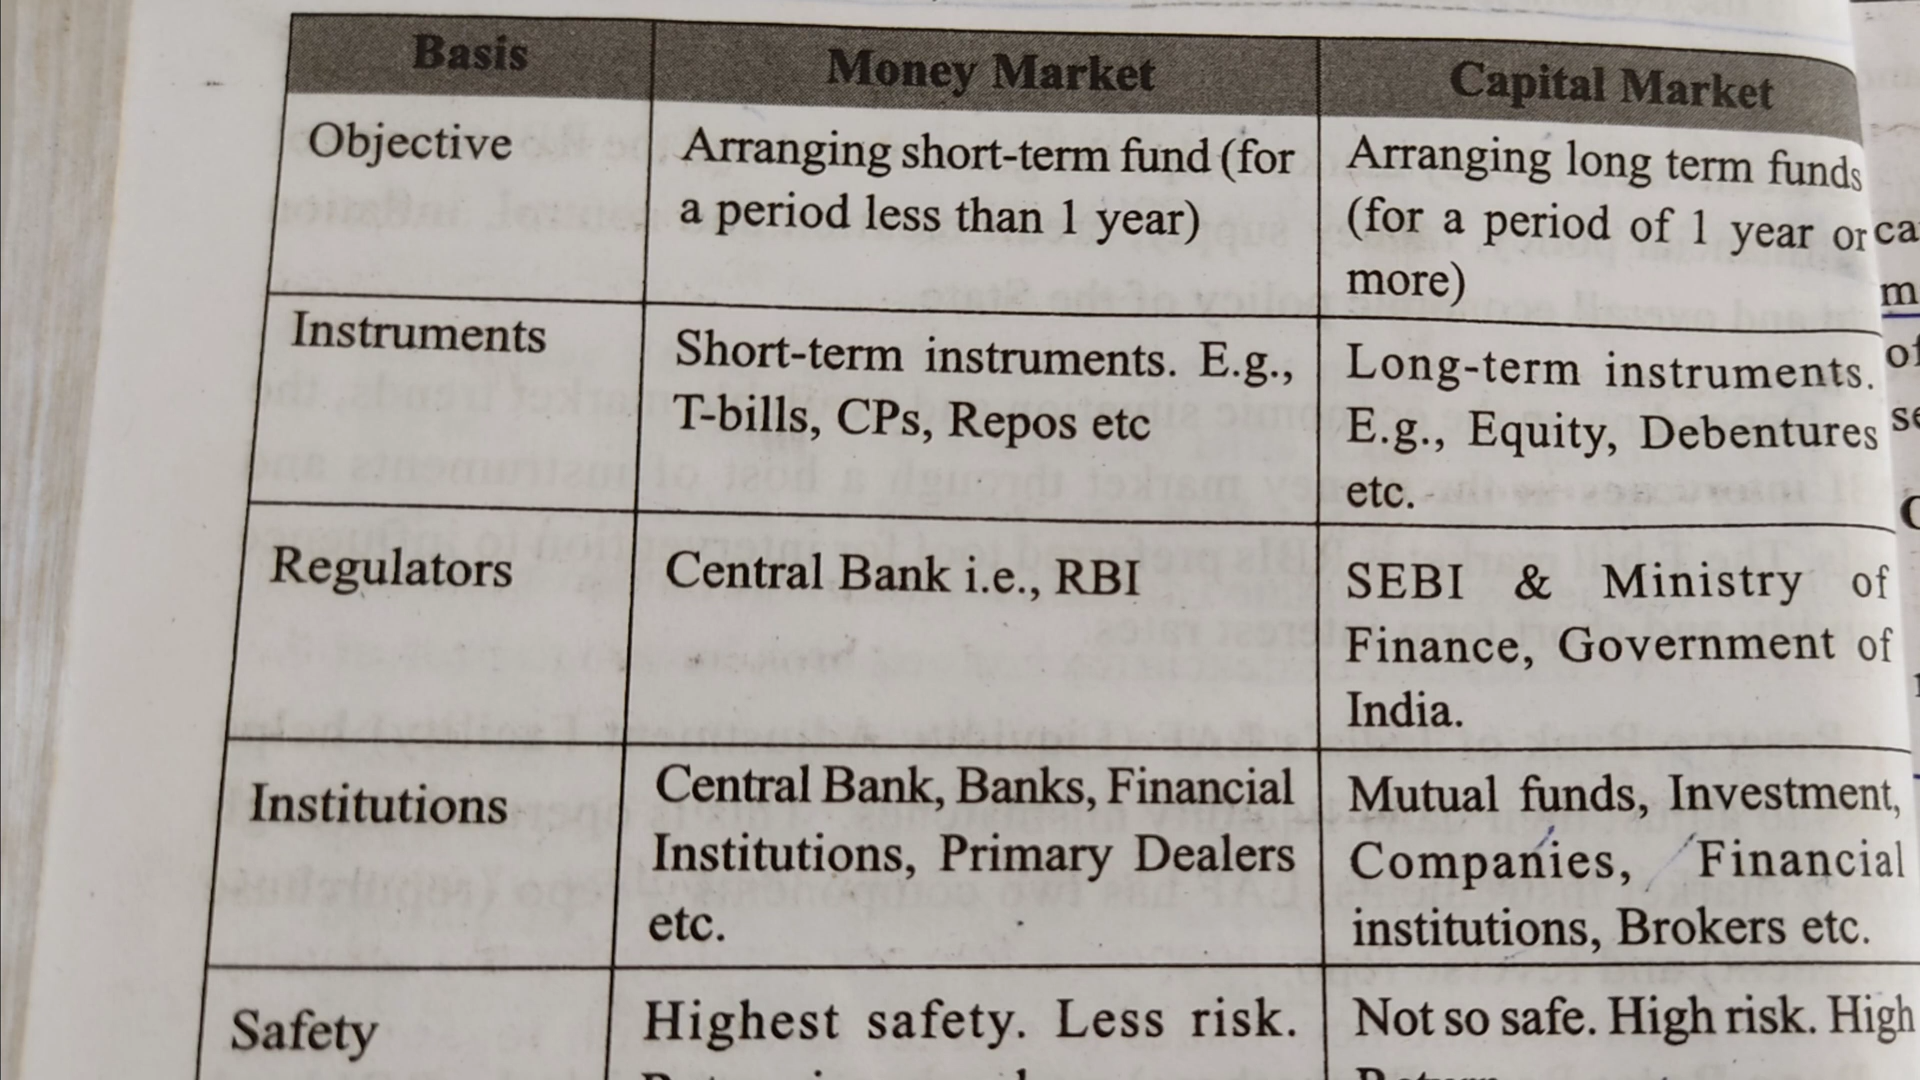 Basis Money Market Capital Market
Objective
Arranging short-term fund (for
a period less than 1 year)
Arranging long term funds
(for a period of 1 year or
more)
Instruments
Short-term instruments. E.g.,
T-bills, CPs, Repos etc
Long-term instruments.
E.g., Equity, Debentures
etc.
Regulators
Central Bank i.e., RBI
SEBI & Ministry of
Finance, Government of
India.
Institutions
Central Bank, Banks, Financial
Institutions, Primary Dealers
etc.
Mutual funds, Investment,
Companies, Financial
institutions, Brokers etc.
Safety
Highest safety. Less risk.
Not so safe. High risk. High